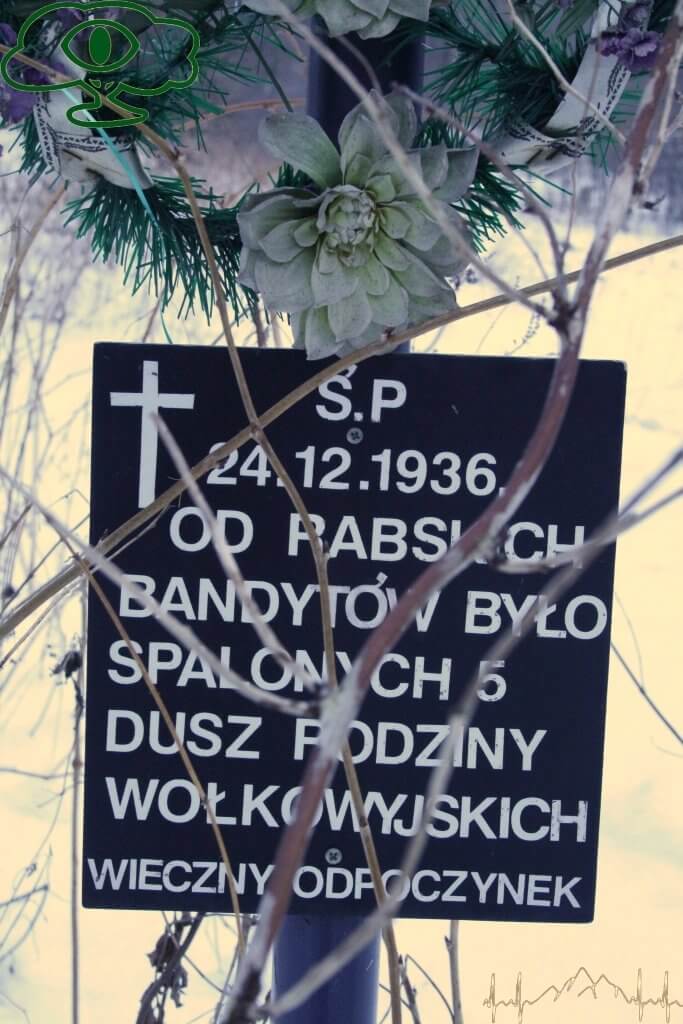 Ś.P
24.12.1936.
OD RABSKICH
BANDYTÓW BYŁO
SPALONYCH 5
DUSZ RODZINY
WOŁKOWYJSKICH
WIECZNY ODPOCZYNEK